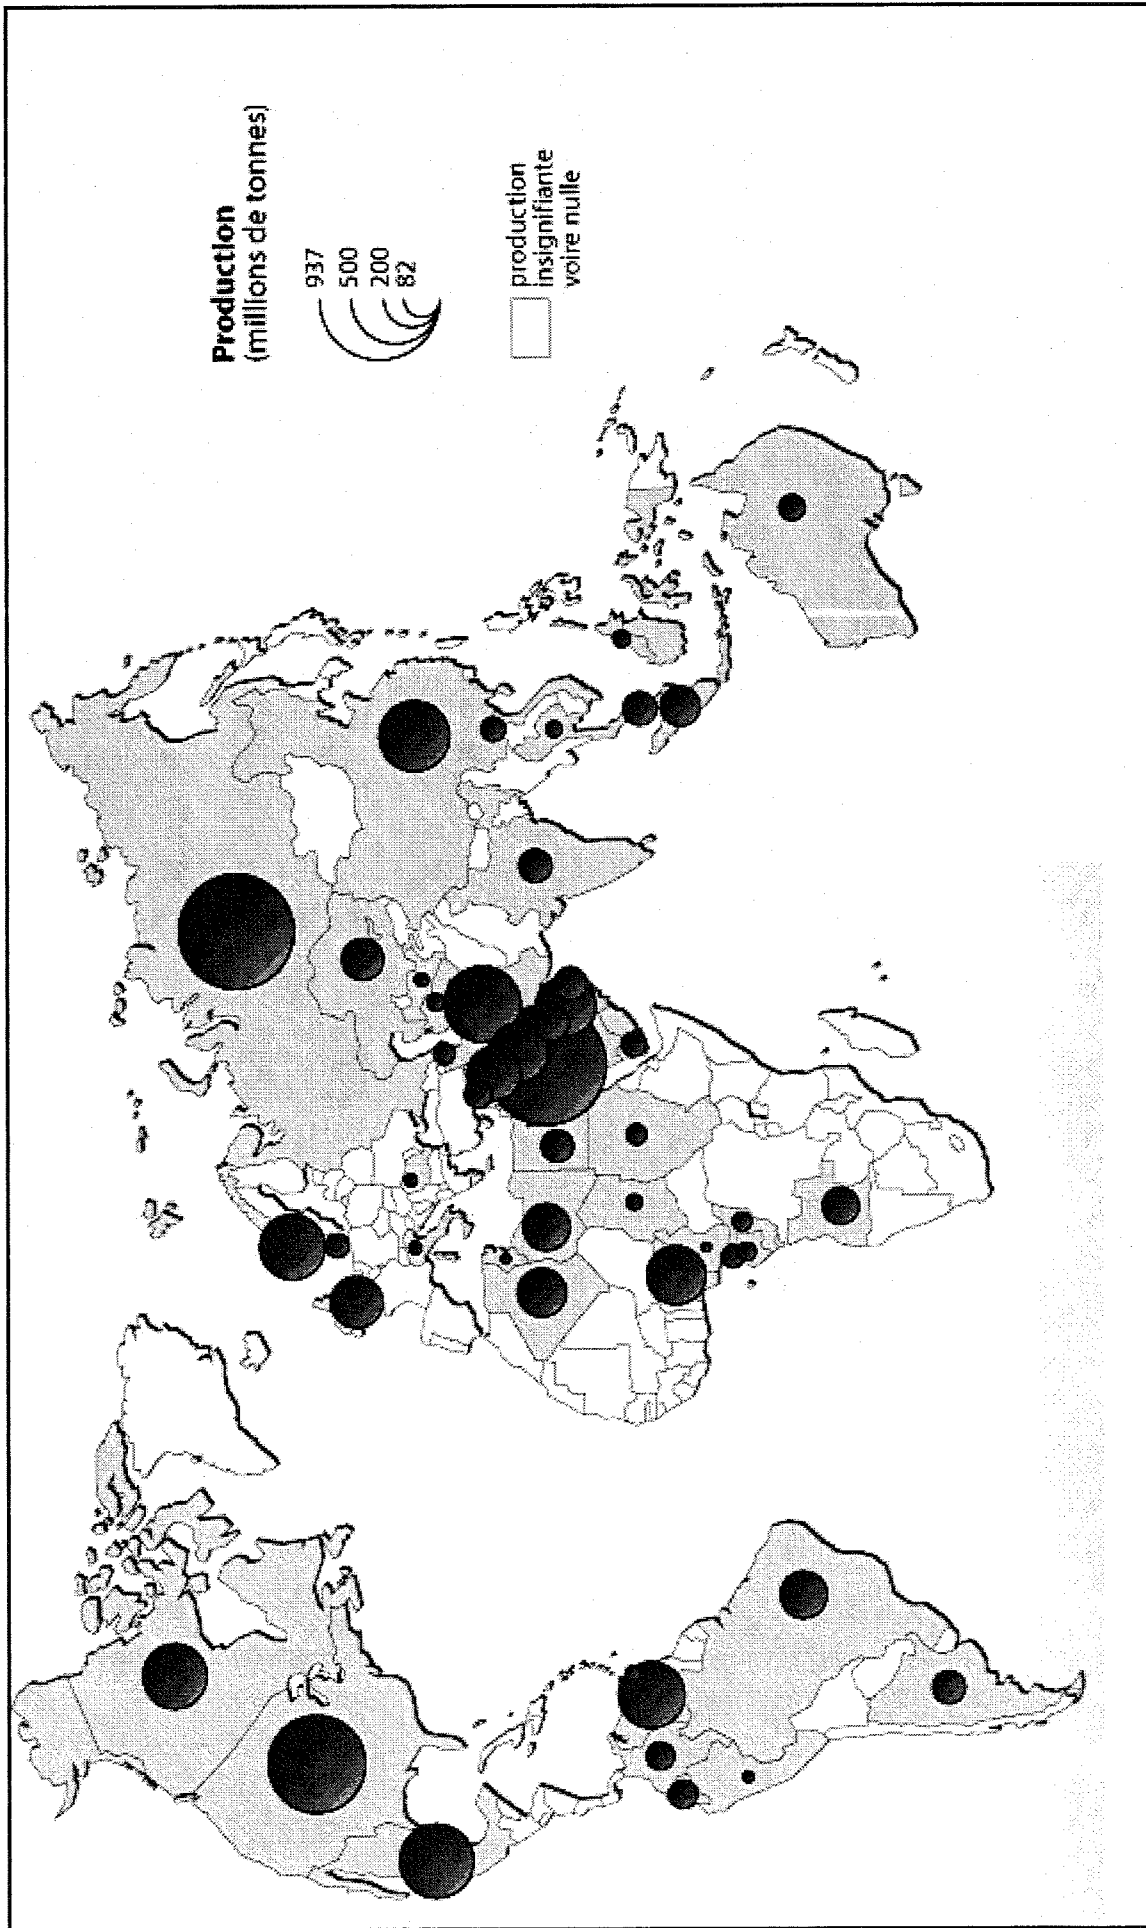 Production
(millions de tonnes)
937
500
200
82
production
insignifiante
voire nulle